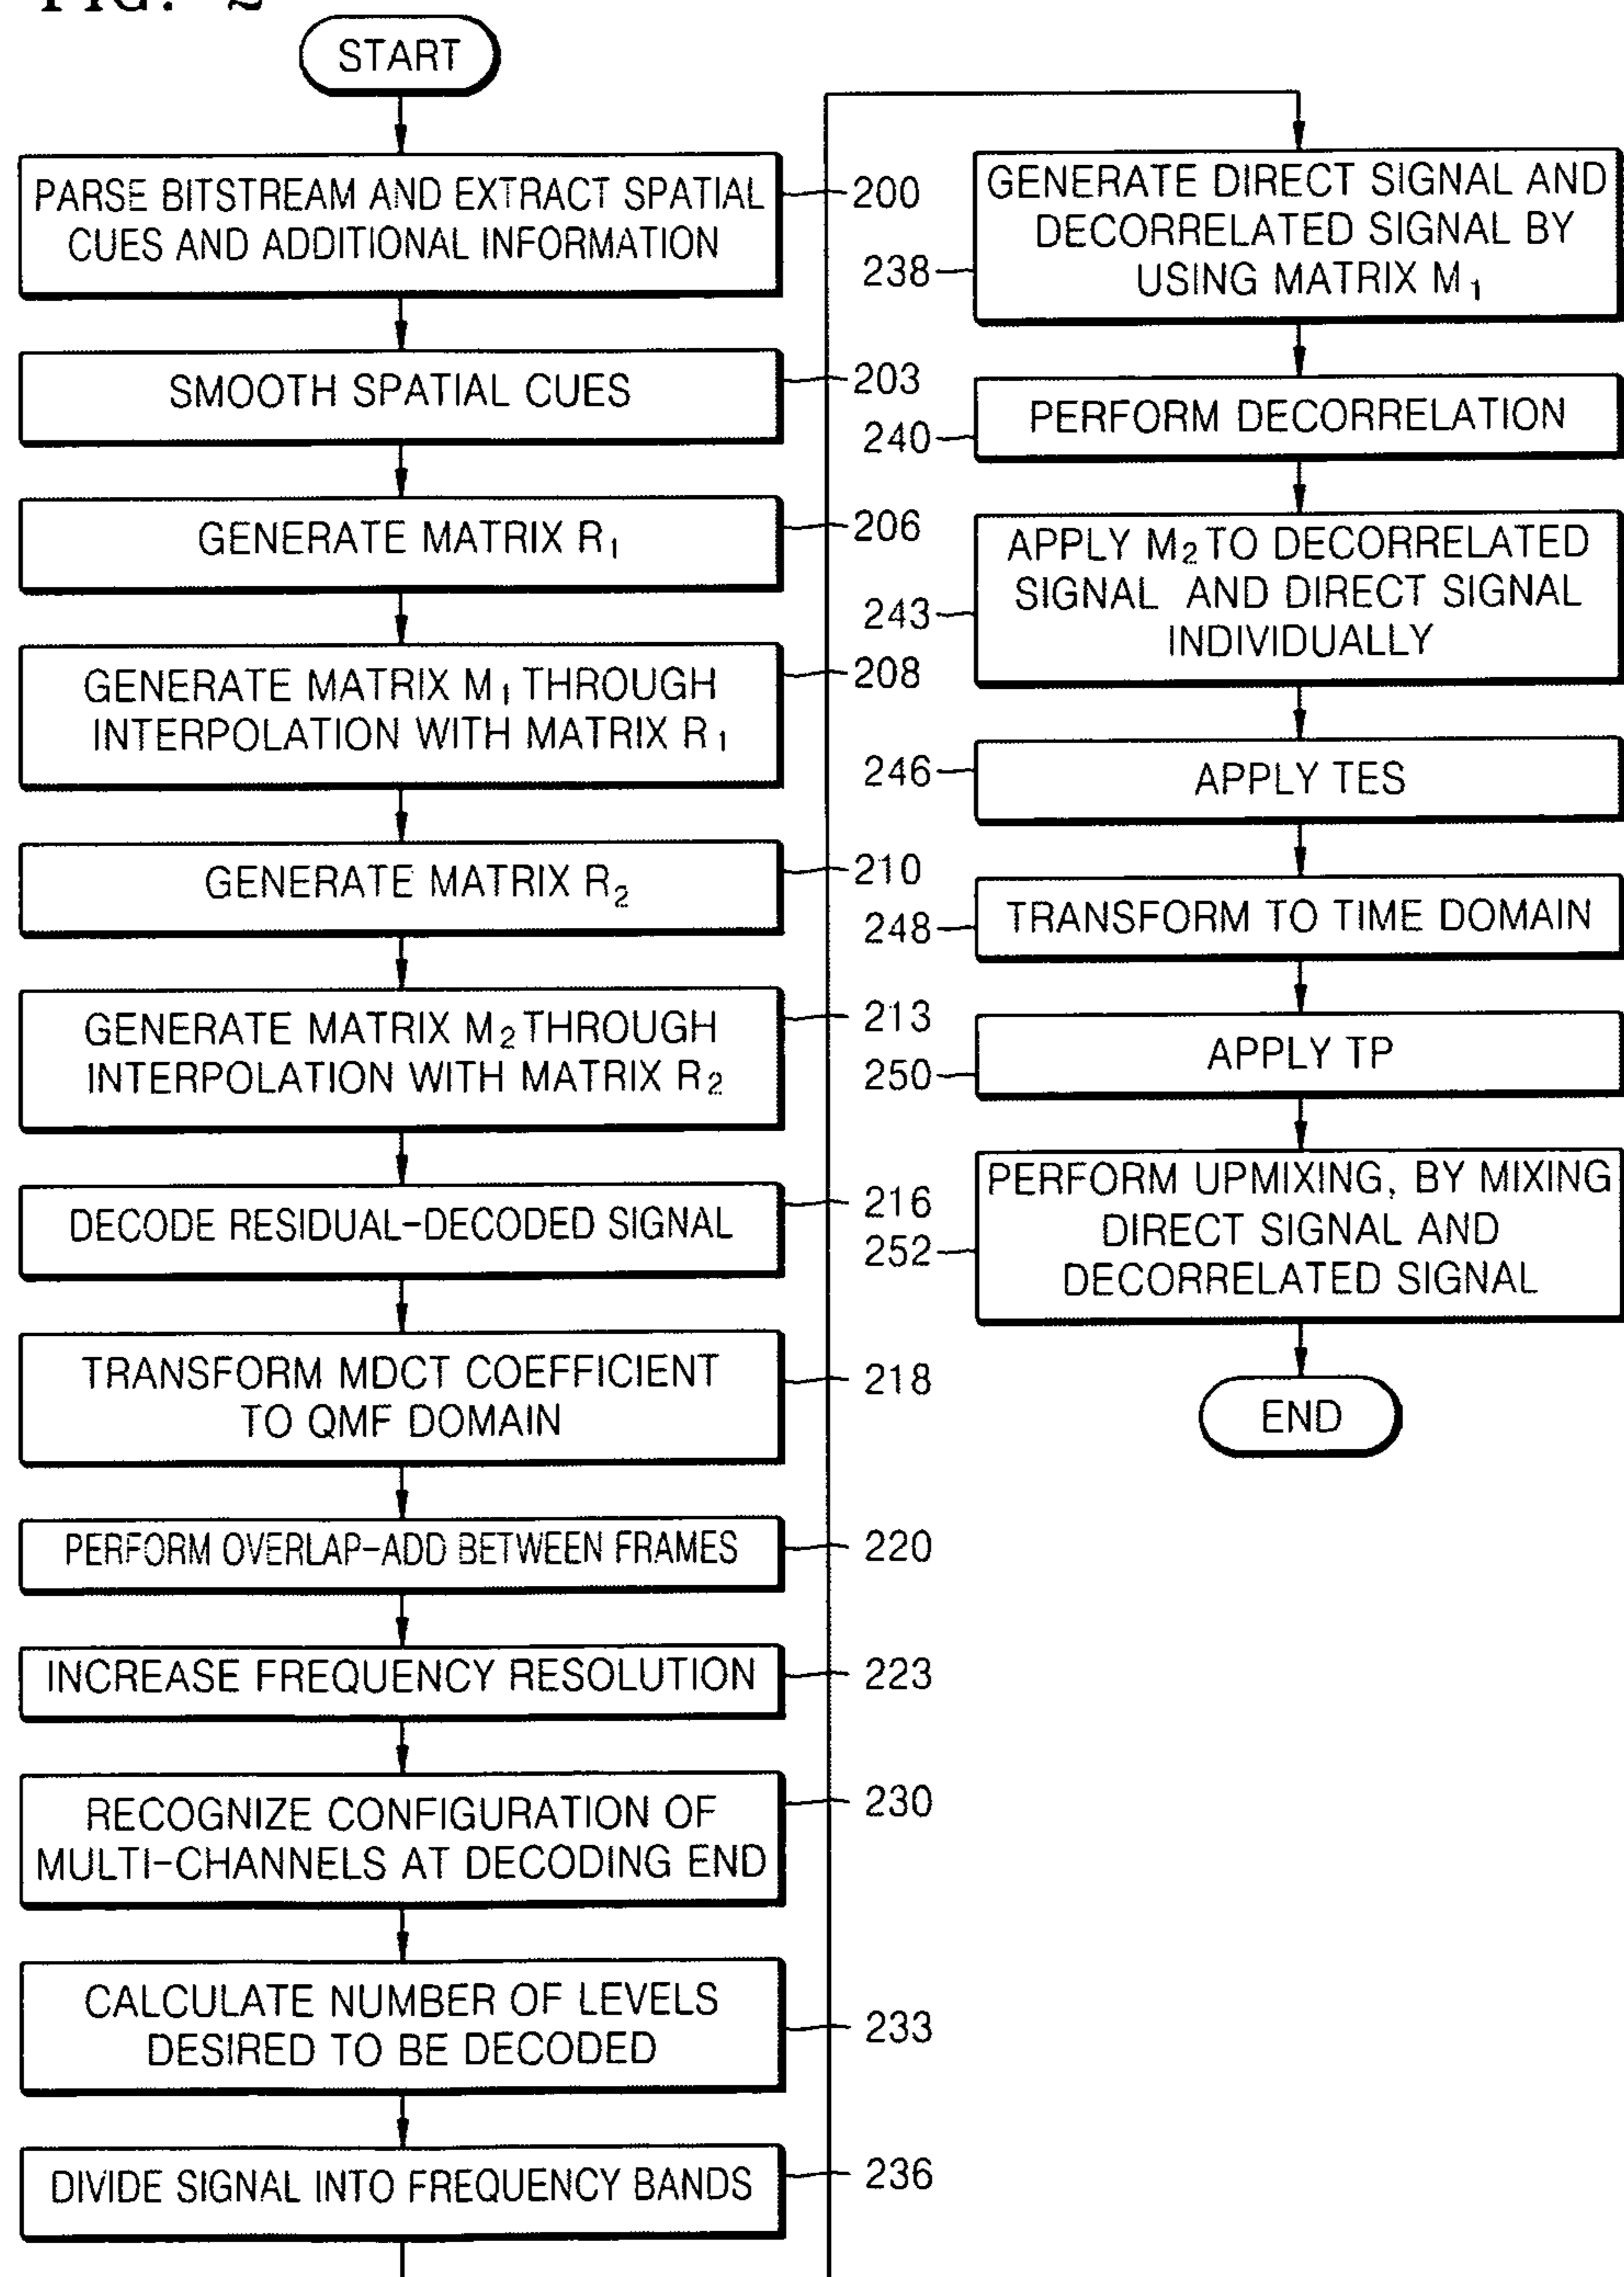 FIG. 2
START
PARSE BITSTREAM AND EXTRACT SPATIAL
CUES AND ADDITIONAL INFORMATION
200
SMOOTH SPATIAL CUES
203
GENERATE MATRIX R₁
206
GENERATE MATRIX M₁ THROUGH
INTERPOLATION WITH MATRIX R₁
208
GENERATE MATRIX R₂
210
GENERATE MATRIX M₂ THROUGH
INTERPOLATION WITH MATRIX R₂
213
DECODE RESIDUAL-DECODED SIGNAL
216
TRANSFORM MDCT COEFFICIENT
TO QMF DOMAIN
218
PERFORM OVERLAP-ADD BETWEEN FRAMES
220
INCREASE FREQUENCY RESOLUTION
223
RECOGNIZE CONFIGURATION OF
MULTI-CHANNELS AT DECODING END
230
CALCULATE NUMBER OF LEVELS
DESIRED TO BE DECODED
233
DIVIDE SIGNAL INTO FREQUENCY BANDS
236
GENERATE DIRECT SIGNAL AND
DECORRELATED SIGNAL BY
USING MATRIX M₁
238
PERFORM DECORRELATION
240
APPLY M₂ TO DECORRELATED
SIGNAL AND DIRECT SIGNAL
INDIVIDUALLY
243
APPLY TES
246
TRANSFORM TO TIME DOMAIN
248
APPLY TP
250
PERFORM UPMIXING, BY MIXING
DIRECT SIGNAL AND
DECORRELATED SIGNAL
252
END